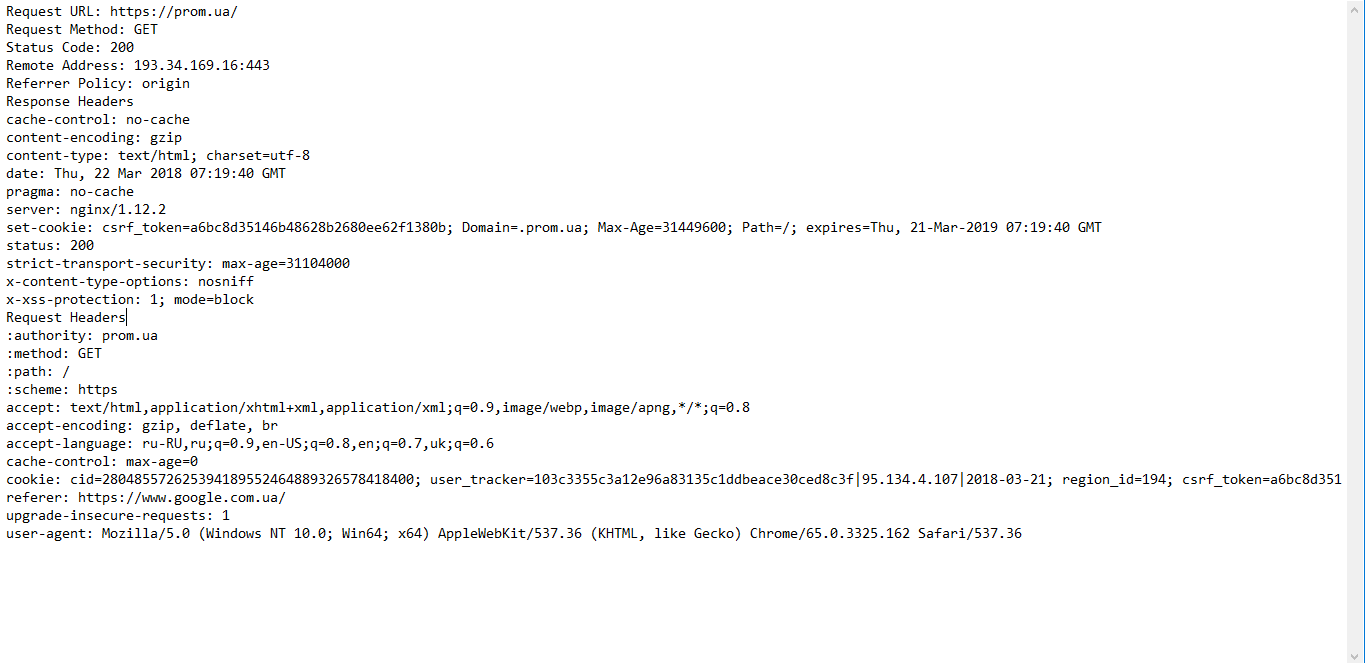 Request URL: https://prom.ua/
Request Method: GET
Status Code: 200
Remote Address: 193.34.169.16:443
Referrer Policy: origin
Response Headers
cache-control: no-cache
content-encoding: gzip
content-type: text/html; charset=utf-8
date: Thu, 22 Mar 2018 07:19:40 GMT
pragma: no-cache
server: nginx/1.12.2
set-cookie: csrf_token=a6bc8d35146b48628b2680ee62f1380b; Domain=.prom.ua; Max-Age=31449600; Path=/; expires=Thu, 21-Mar-2019 07:19:40 GMT
status: 200
strict-transport-security: max-age=31104000
x-content-type-options: nosniff
x-xss-protection: 1; mode=block
Request Headers
:authority: prom.ua
:method: GET
:path: /
:scheme: https
accept: text/html,application/xhtml+xml,application/xml;q=0.9,image/webp,image/apng,*/*;q=0.8
accept-encoding: gzip, deflate, br
accept-language: ru-RU,ru;q=0.9,en-US;q=0.8,en;q=0.7,uk;q=0.6
cache-control: max-age=0
cookie: cid=280485572625394189552464889326578418400; user_tracker=103c3355c3a12e96a83135c1ddbeace30ced8c3f|95.134.4.107|2018-03-21; region_id=194; csrf_token=a6bc8d351
referer: https://www.google.com.ua/
upgrade-insecure-requests: 1
user-agent: Mozilla/5.0 (Windows NT 10.0; Win64; x64) AppleWebKit/537.36 (KHTML, like Gecko) Chrome/65.0.3325.162 Safari/537.36